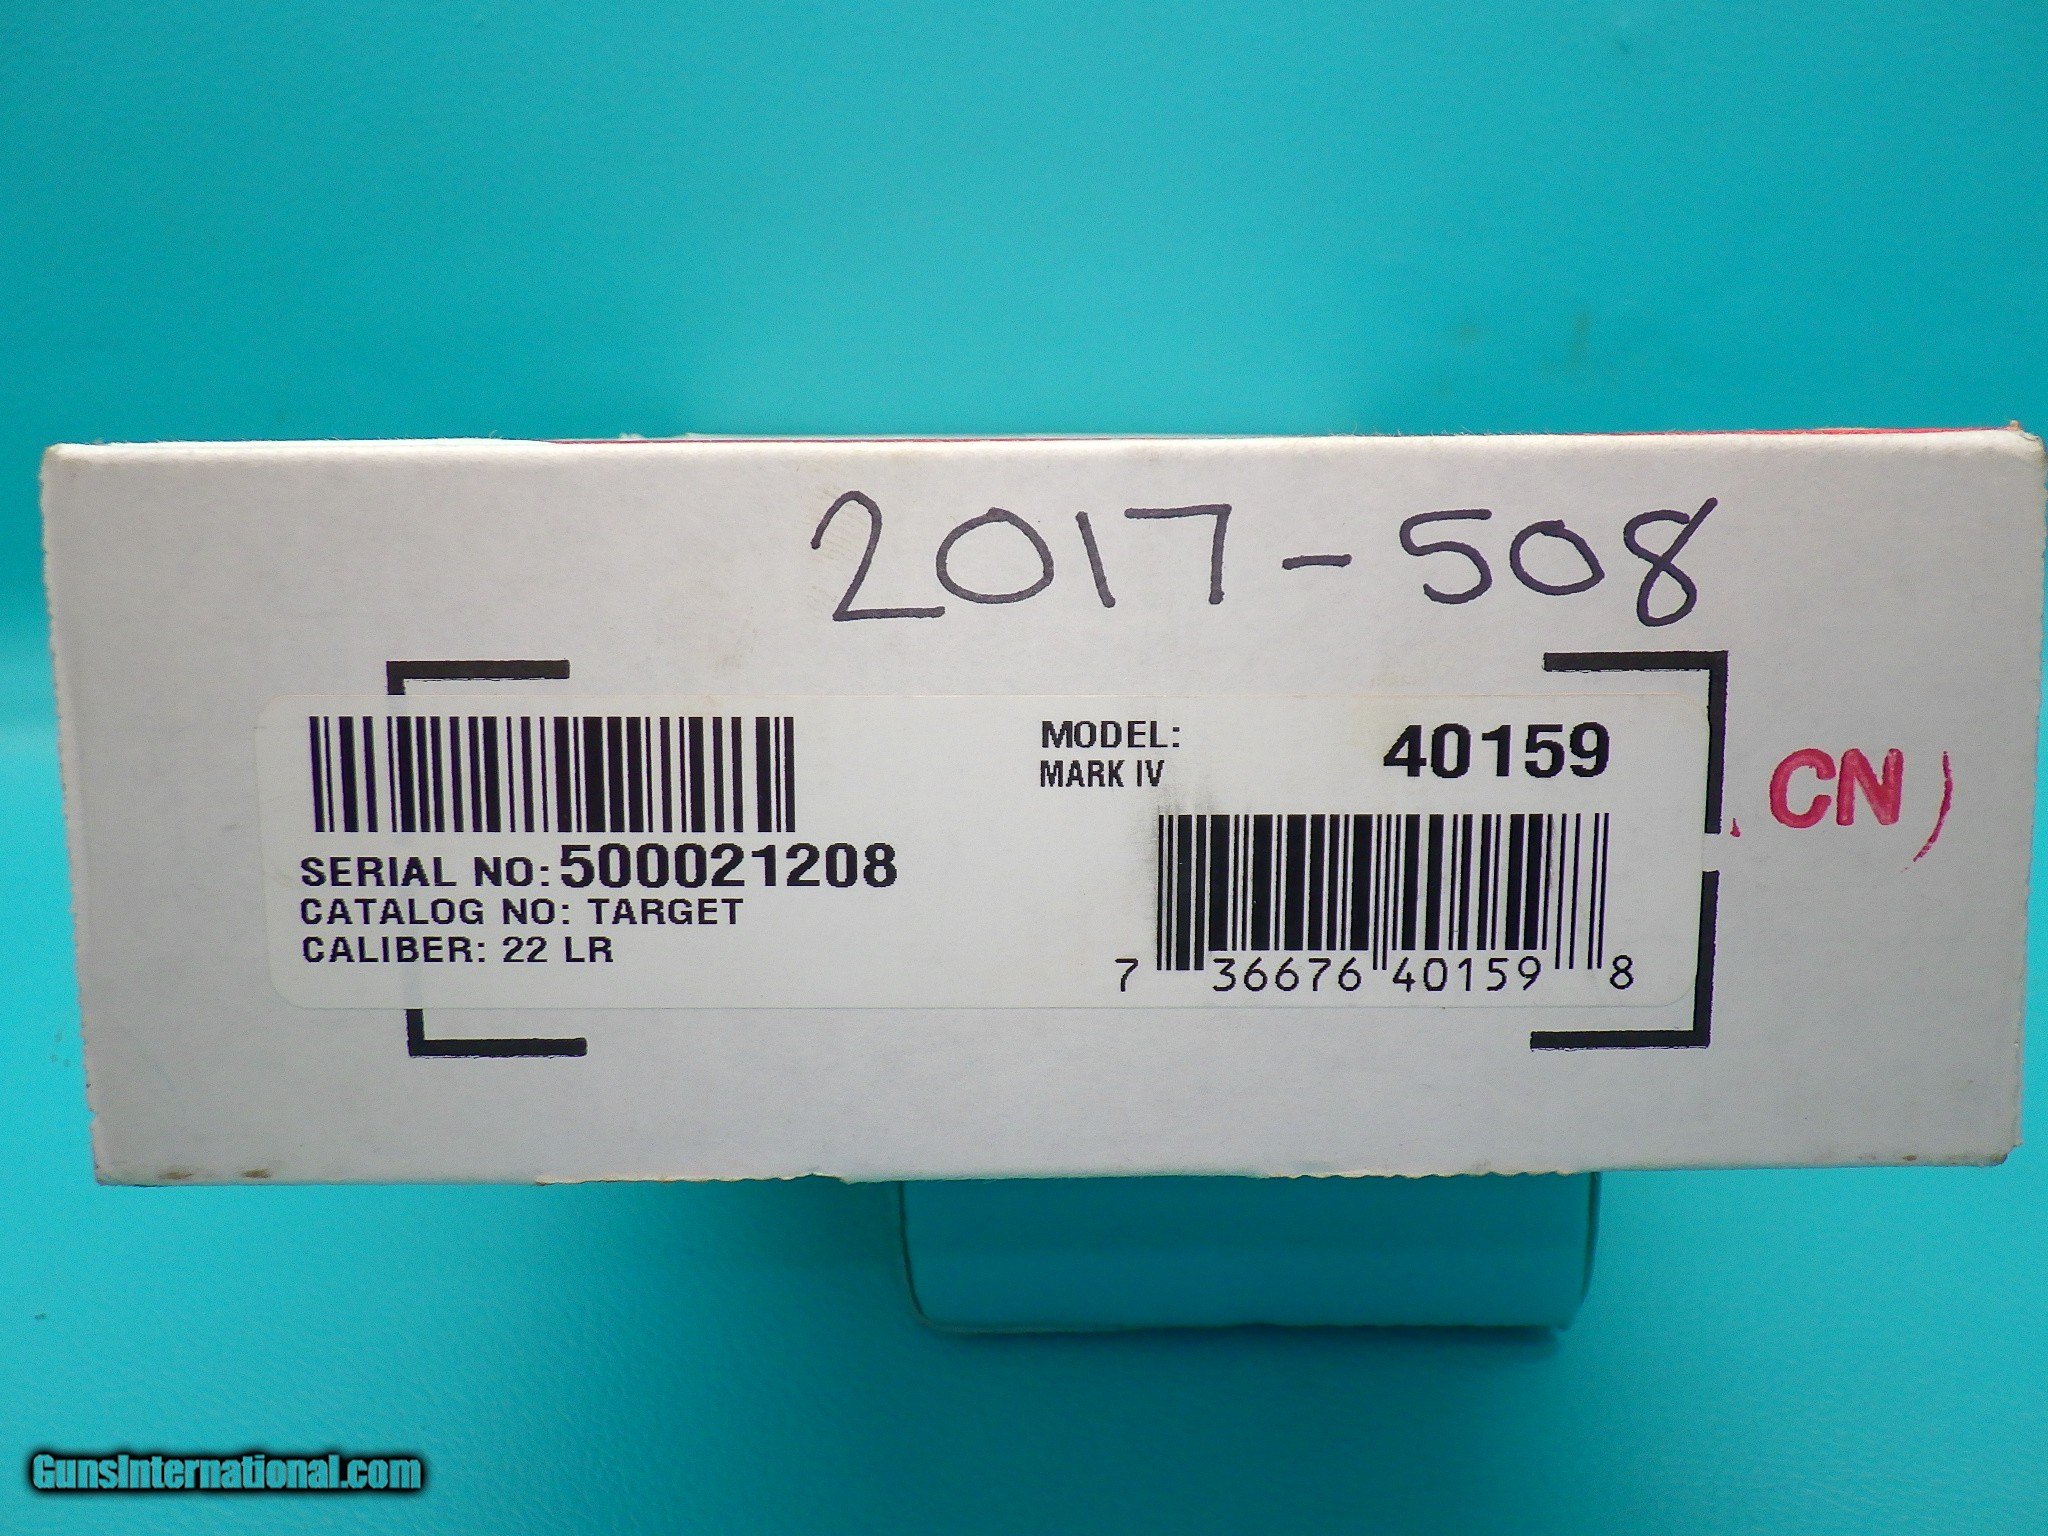 2017-508
MODEL: 40159
MARK IV
CN)
SERIAL NO: 500021208
CATALOG NO: TARGET
CALIBER: 22 LR
7 36676 40159 8
GunsInternational.com